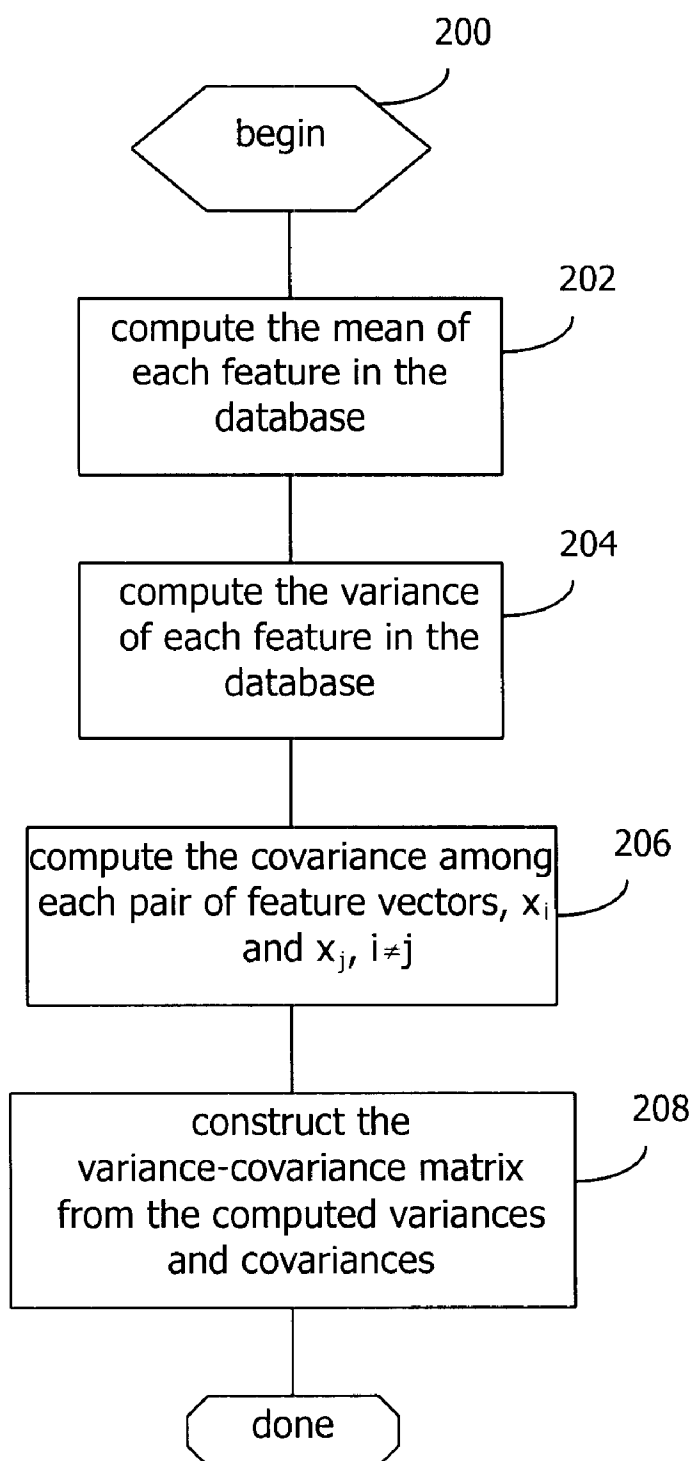 200
begin
202
compute the mean of
each feature in the
database
204
compute the variance
of each feature in the
database
206
compute the covariance among
each pair of feature vectors, xᵢ
and xⱼ, i≠j
208
construct the
variance-covariance matrix
from the computed variances
and covariances
done